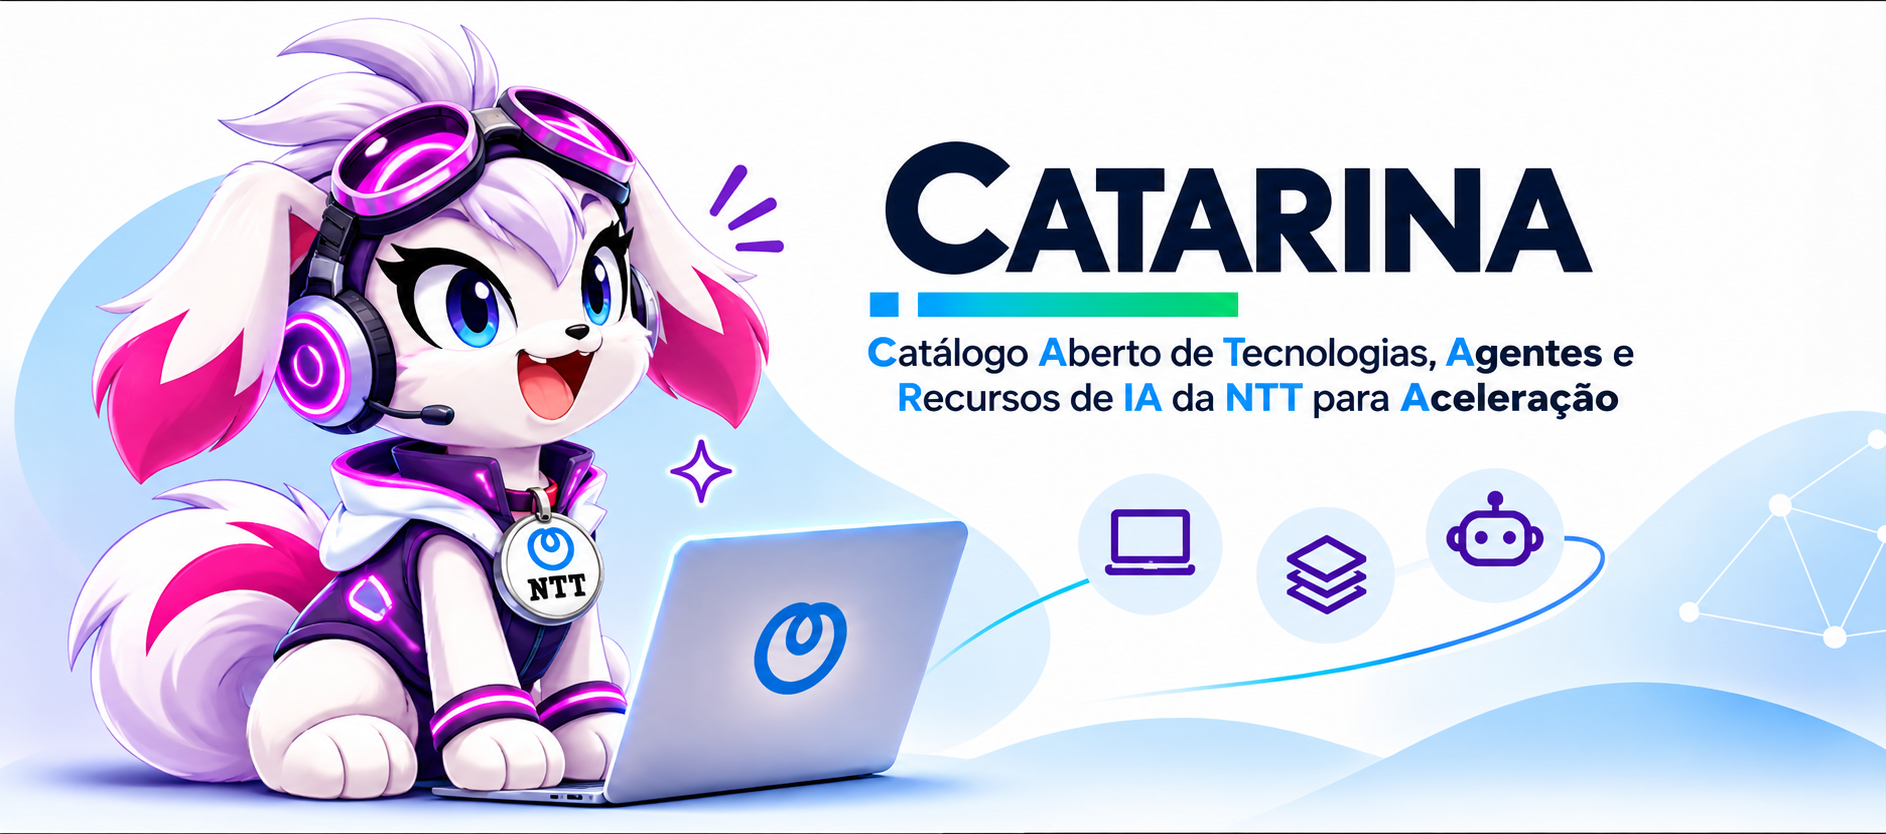 CATARINA
Catálogo Aberto de Tecnologias, Agentes e
Recursos de IA da NTT para Aceleração
NTT